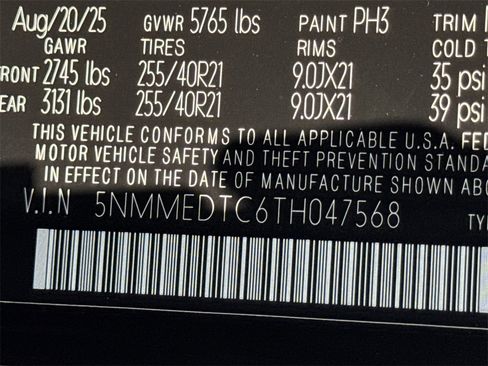 Aug/20/25 GVWR 5765 lbs PAINT PH3 TRIM
GAWR TIRES RIMS COLD
FRONT 2745 lbs 255/40R21 9.0JX21 35 psi
EAR 3131 lbs 255/40R21 9.0JX21 39 psi
THIS VEHICLE CONFORMS TO ALL APPLICABLE U.S.A. FED
MOTOR VEHICLE SAFETY AND THEFT PREVENTION STANDA
IN EFFECT ON THE DATE OF MANUFACTURE SHOWN ABO
V.I.N 5NMMEDTC6TH047568 TY